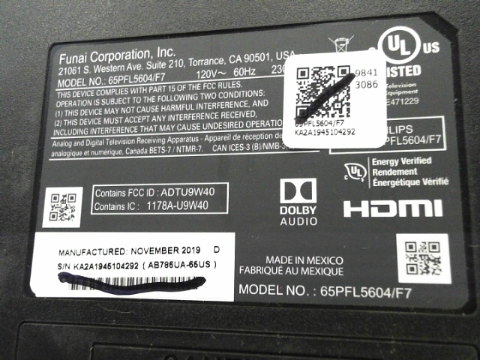 Funai Corporation, Inc.
21061 S. Western Ave. Suite 210, Torrance, CA 90501, USA
MODEL NO. : 65PFL5604/F7 120V~ 60Hz
THIS DEVICE COMPLIES WITH PART 15 OF THE FCC RULES.
OPERATION IS SUBJECT TO THE FOLLOWING TWO CONDITIONS:
(1) THIS DEVICE MAY NOT CAUSE HARMFUL INTERFERENCE, AND
(2) THIS DEVICE MUST ACCEPT ANY INTERFERENCE RECEIVED,
INCLUDING INTERFERENCE THAT MAY CAUSE UNDESIRED OPERATION.
Analog and Digital Television Receiving Apparatus - Appareil de réception de
analogique et numérique, Canada BETS-7 / NTMR-7. CAN ICES-3 (B)/NMB-
UL US
LISTED
Television
Equipment
E471229
9841
3086
65PFL5604/F7
KA2A1945104292
PHILIPS
PFL5604/F7
UL Energy Verified
Rendement
Énergétique Vérifié
Contains FCC ID : ADTU9W40
Contains IC : 1178A-U9W40
DOLBY
AUDIO
HDMI
MANUFACTURED: NOVEMBER 2019 D
S/N KA2A1945104292 ( AB786UA-65US )
MADE IN MEXICO
FABRIQUÉ AU MEXIQUE
MODEL NO. : 65PFL5604/F7